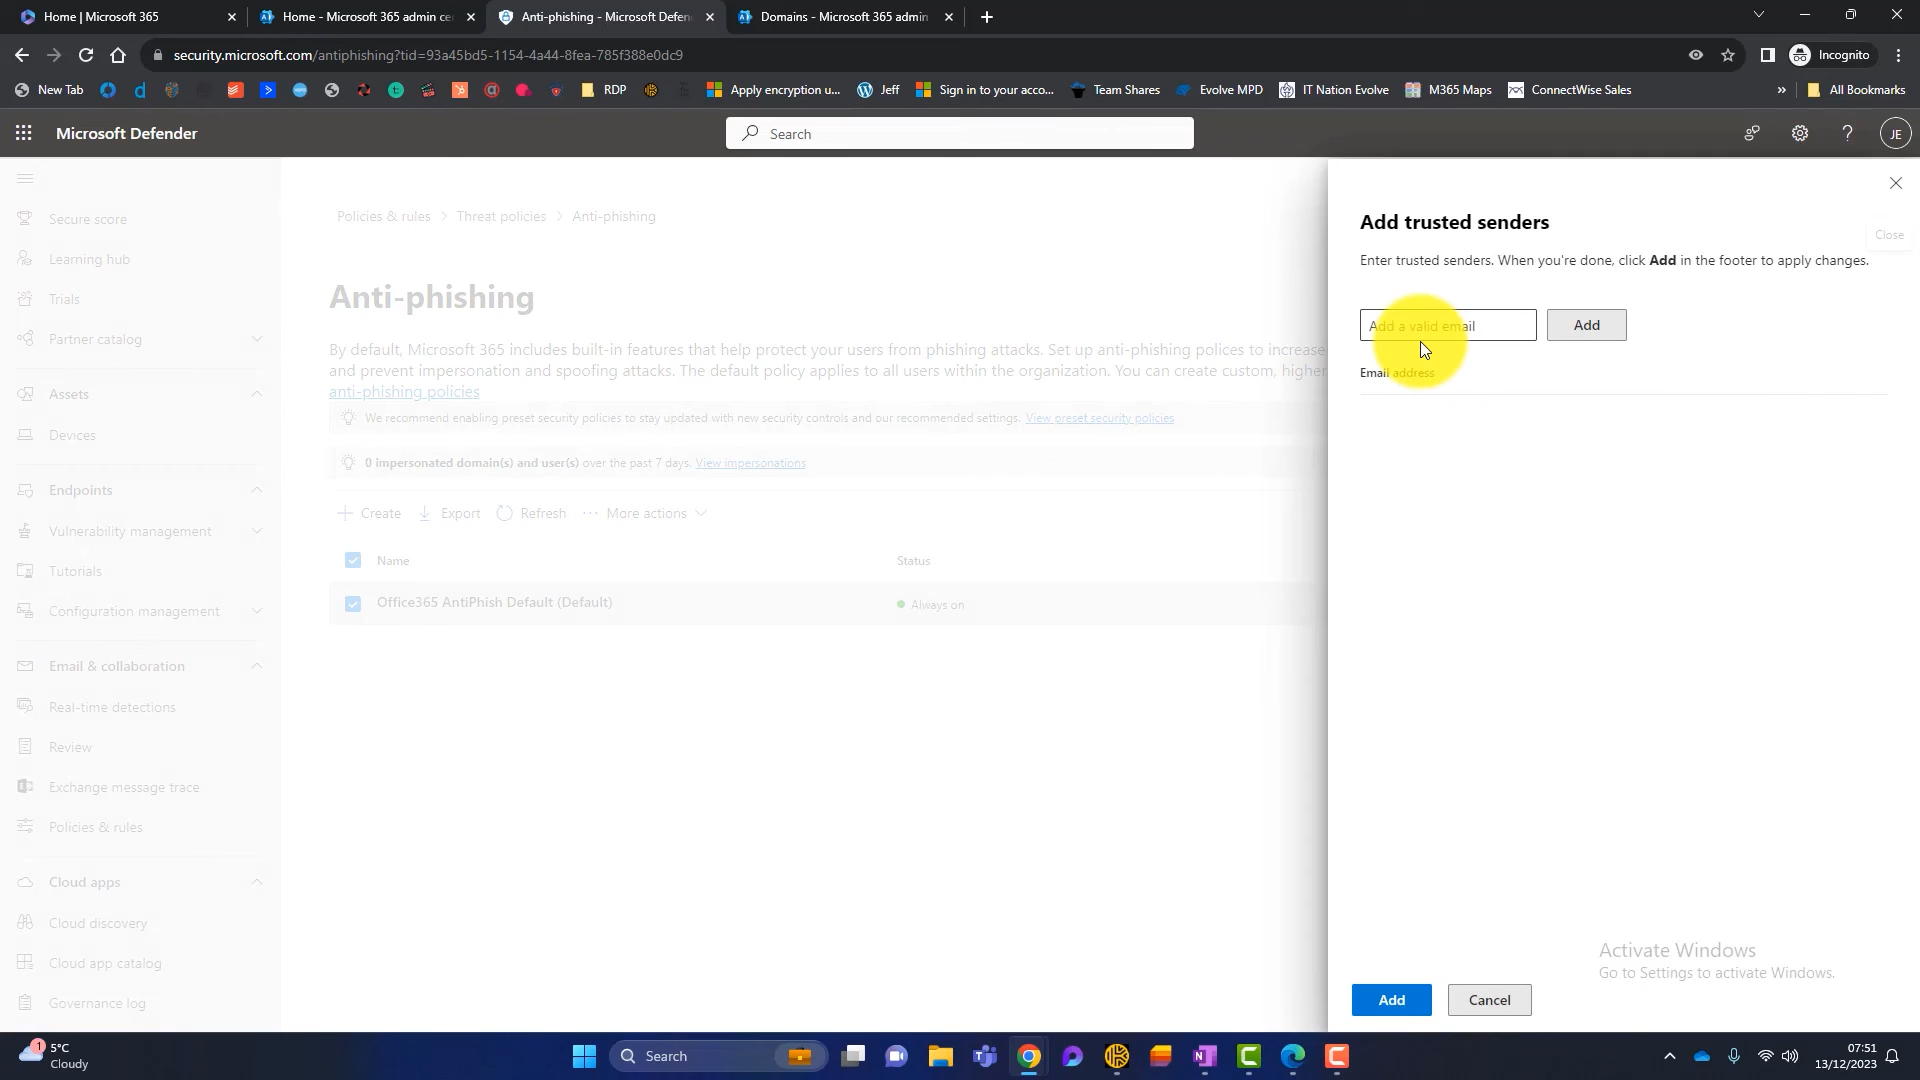 Home | Microsoft 365
Home - Microsoft 365 admin cer
Anti-phishing - Microsoft Defen
Domains - Microsoft 365 admin
security.microsoft.com/antiphishing?tid=93a45bd5-1154-4a44-8fea-785f388e0dc9
Incognito
New Tab
RDP
Apply encryption u...
Jeff
Sign in to your acco...
Team Shares
Evolve MPD
IT Nation Evolve
M365 Maps
ConnectWise Sales
»
All Bookmarks
Microsoft Defender
Search
JE
Secure score
Learning hub
Trials
Partner catalog
Assets
Devices
Endpoints
Vulnerability management
Tutorials
Configuration management
Email & collaboration
Real-time detections
Review
Exchange message trace
Policies & rules
Cloud apps
Cloud discovery
Cloud app catalog
Governance log
Policies & rules > Threat policies > Anti-phishing
Anti-phishing
By default, Microsoft 365 includes built-in features that help protect your users from phishing attacks. Set up anti-phishing polices to increase
and prevent impersonation and spoofing attacks. The default policy applies to all users within the organization. You can create custom, higher
anti-phishing policies
We recommend enabling preset security policies to stay updated with new security controls and our recommended settings. View preset security policies
0 impersonated domain(s) and user(s) over the past 7 days. View impersonations
Create
Export
Refresh
More actions
Name
Status
Office365 AntiPhish Default (Default)
Always on
Add trusted senders
Close
Enter trusted senders. When you're done, click Add in the footer to apply changes.
Add a valid email
Add
Email address
Activate Windows
Go to Settings to activate Windows.
Add
Cancel
1
5°C
Cloudy
Search
07:51
13/12/2023